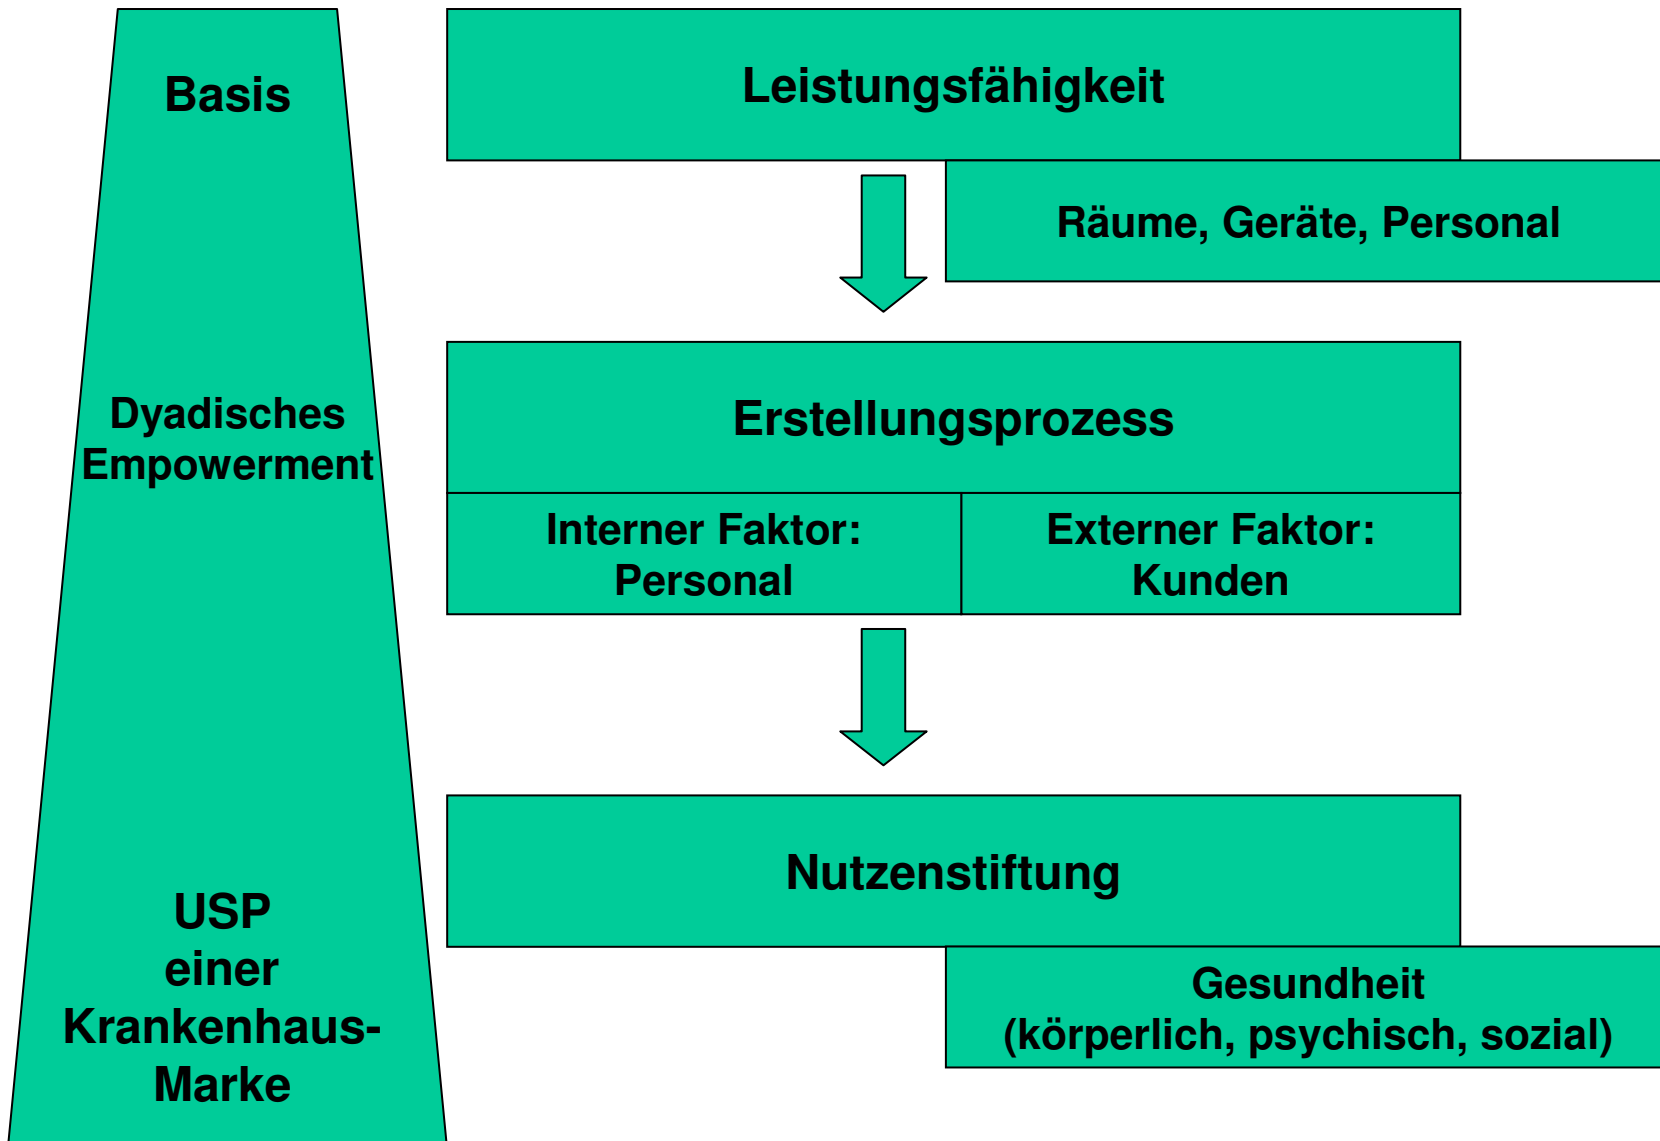 Basis
Leistungsfähigkeit
Räume, Geräte, Personal
Dyadisches
Empowerment
Erstellungsprozess
Interner Faktor:
Personal
Externer Faktor:
Kunden
USP
einer
Krankenhaus-
Marke
Nutzenstiftung
Gesundheit
(körperlich, psychisch, sozial)